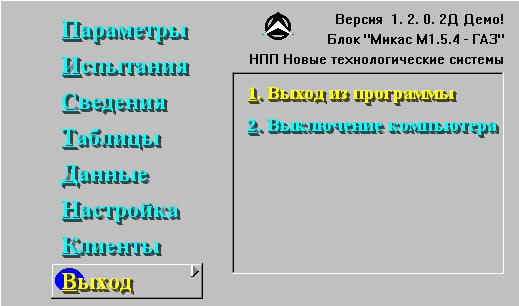 Параметры
Испытания
Сведения
Таблицы
Данные
Настройка
Клиенты
Выход
Версия 1. 2. 0. 2Д Демо!
Блок "Микас М1.5.4 - ГАЗ"
НПП Новые технологические системы
1. Выход из программы
2. Выключение компьютера